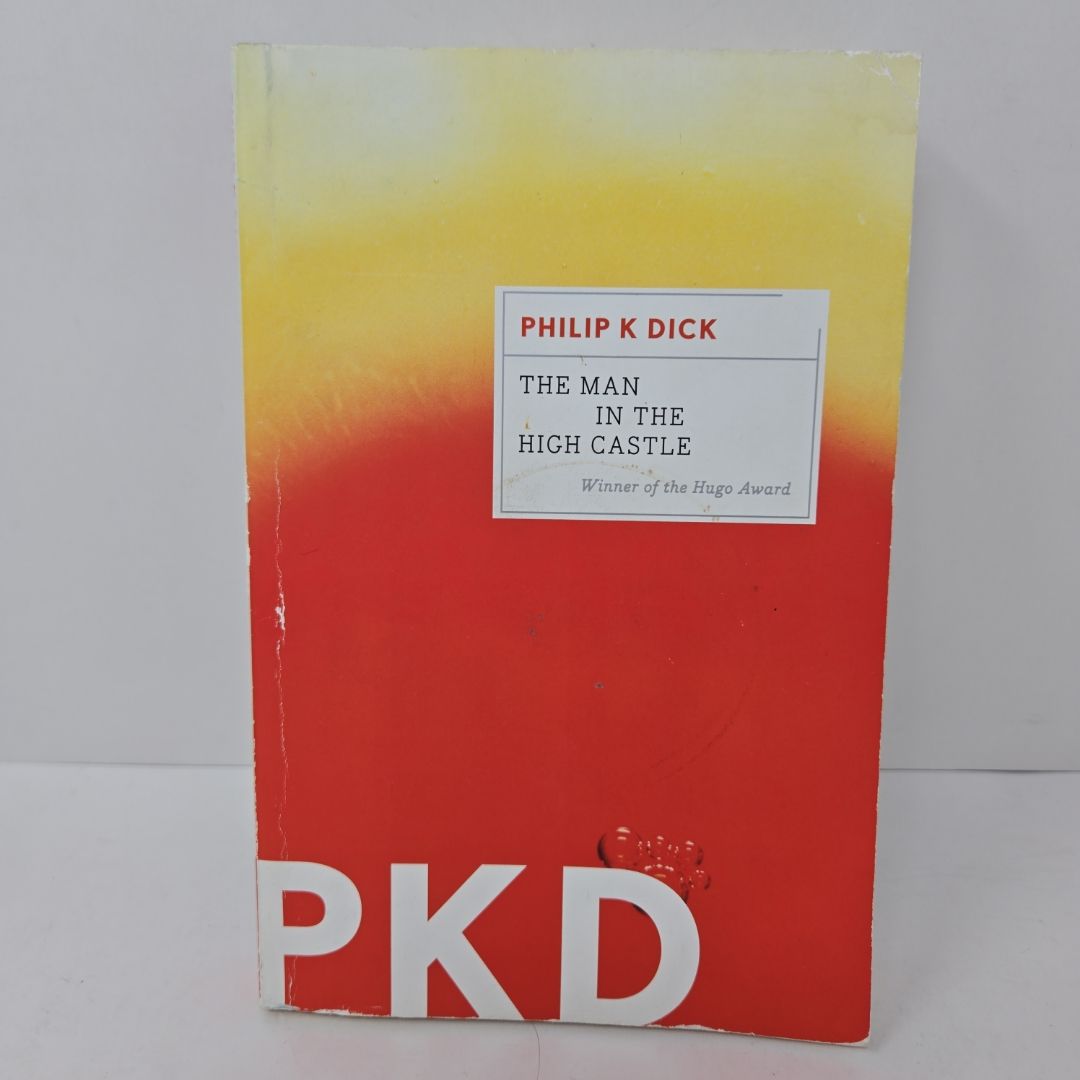 PHILIP K DICK
THE MAN
IN THE
HIGH CASTLE
Winner of the Hugo Award
PKD